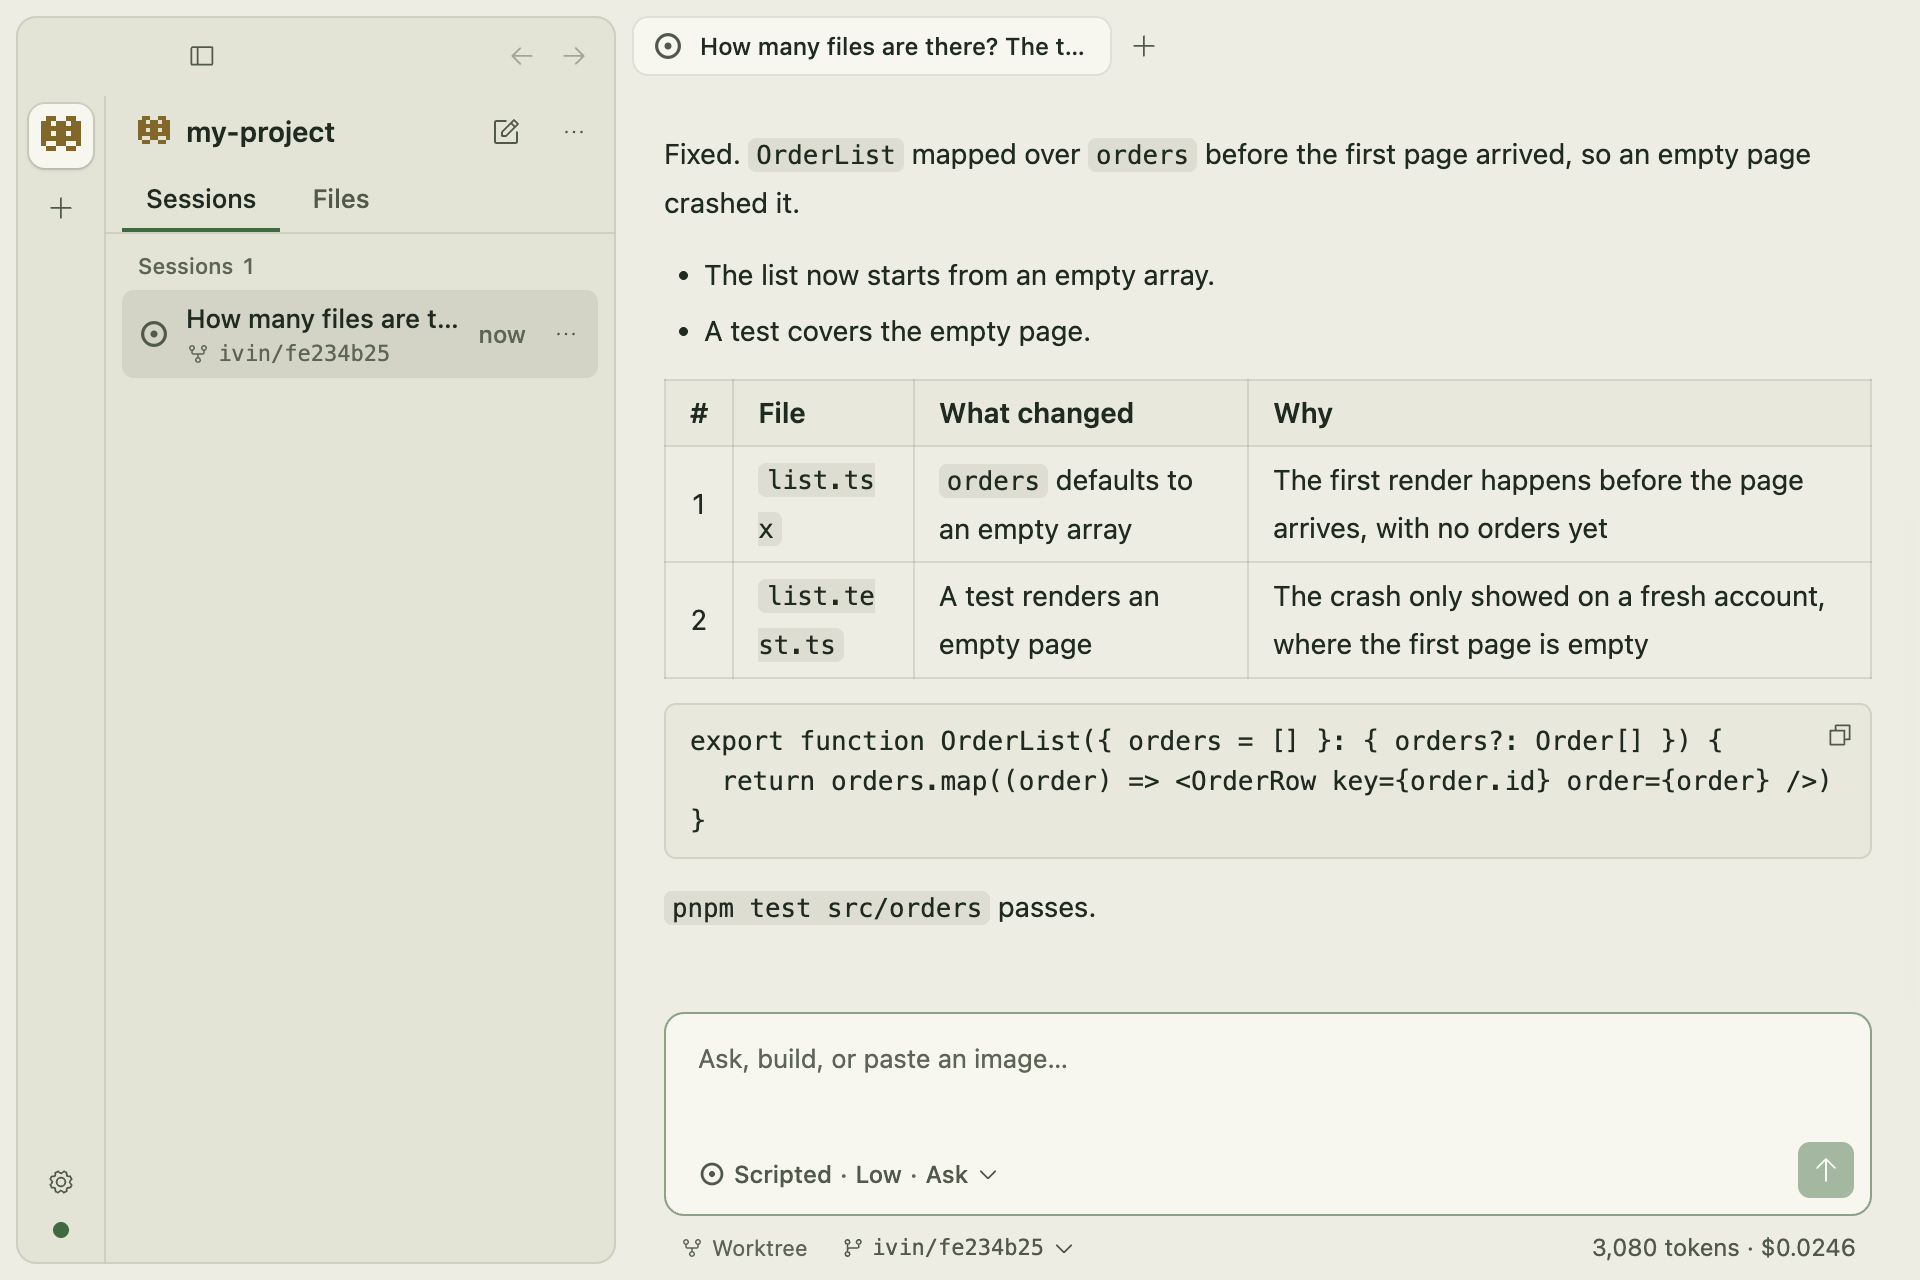 How many files are there? The t...
my-project
Sessions
Files
Sessions 1
How many files are t...
now
ivin/fe234b25
Fixed. OrderList mapped over orders before the first page arrived, so an empty page
crashed it.
• The list now starts from an empty array.
• A test covers the empty page.
# File What changed Why
1
list.ts
x
orders defaults to
an empty array
The first render happens before the page
arrives, with no orders yet
2
list.te
st.ts
A test renders an
empty page
The crash only showed on a fresh account,
where the first page is empty
export function OrderList({ orders = [] }: { orders?: Order[] }) {
  return orders.map((order) => <OrderRow key={order.id} order={order} />)
}
pnpm test src/orders passes.
Ask, build, or paste an image...
Scripted · Low · Ask
Worktree
ivin/fe234b25
3,080 tokens · $0.0246